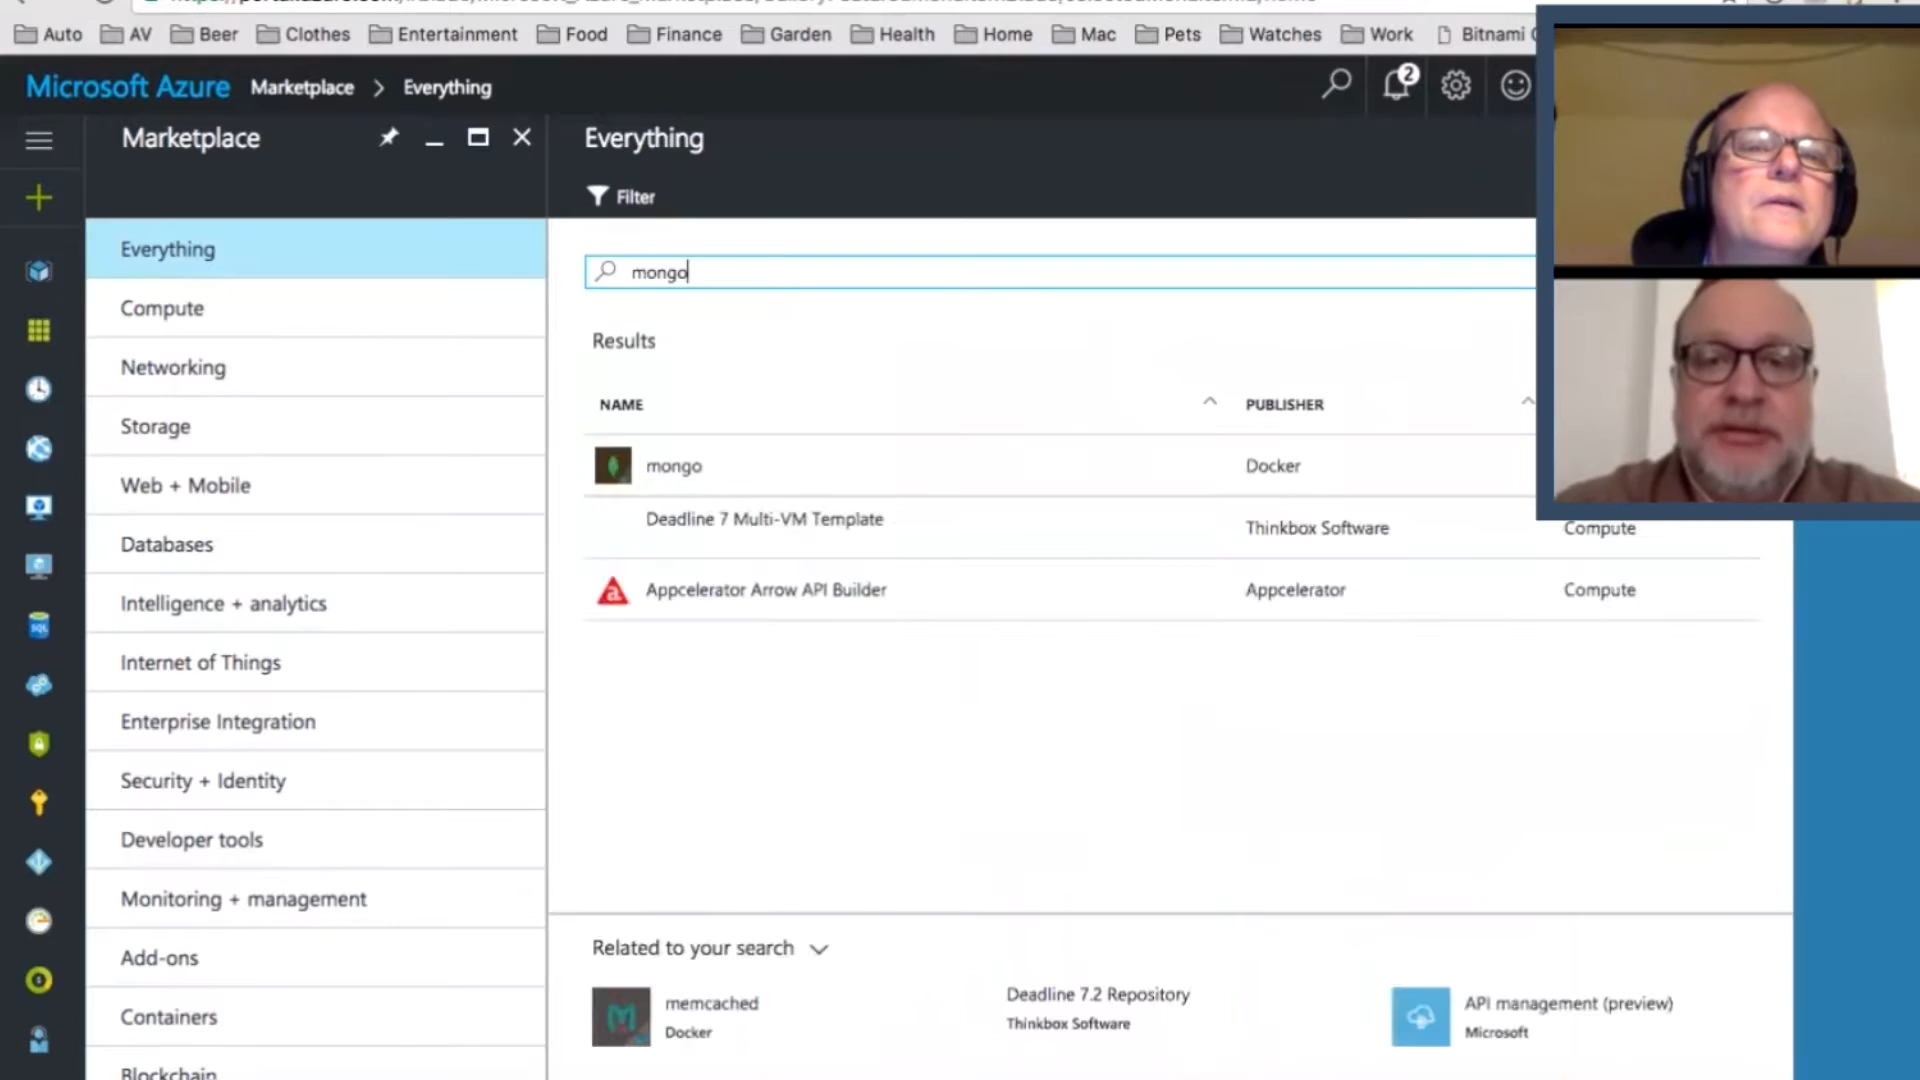 Auto AV Beer Clothes Entertainment Food Finance Garden Health Home Mac Pets Watches Work Bitnami
Microsoft Azure Marketplace > Everything
2
Marketplace
Everything
Filter
Everything
Compute
Networking
Storage
Web + Mobile
Databases
Intelligence + analytics
Internet of Things
Enterprise Integration
Security + Identity
Developer tools
Monitoring + management
Add-ons
Containers
Blockchain
mongo
Results
NAME PUBLISHER
mongo Docker
Deadline 7 Multi-VM Template Thinkbox Software Compute
Appcelerator Arrow API Builder Appcelerator Compute
Related to your search
memcached
Docker
Deadline 7.2 Repository
Thinkbox Software
API management (preview)
Microsoft
SQL